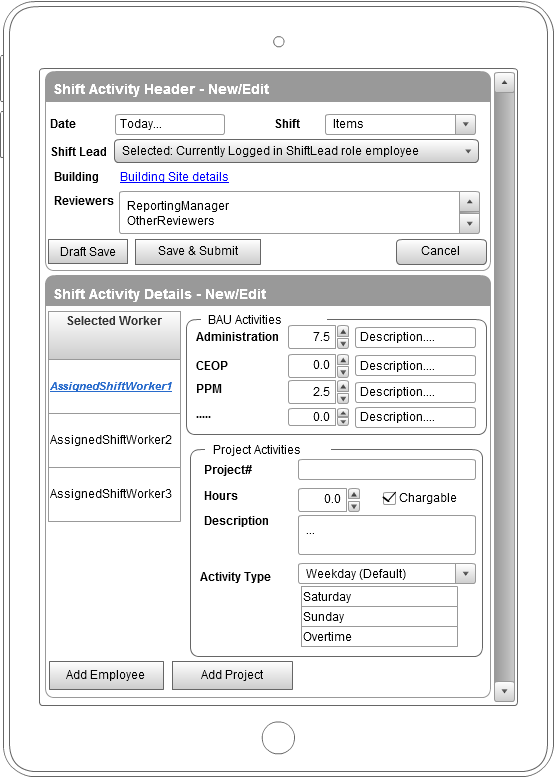 Shift Activity Header - New/Edit
Date Today... Shift Items
Shift Lead Selected: Currently Logged in ShiftLead role employee
Building Building Site details
Reviewers ReportingManager
OtherReviewers
Draft Save Save & Submit Cancel
Shift Activity Details - New/Edit
Selected Worker
AssignedShiftWorker1
AssignedShiftWorker2
AssignedShiftWorker3
BAU Activities
Administration 7.5 Description....
CEOP 0.0 Description....
PPM 2.5 Description....
..... 0.0 Description....
Project Activities
Project#
Hours 0.0 Chargable
Description ...
Activity Type Weekday (Default)
Saturday
Sunday
Overtime
Add Employee Add Project